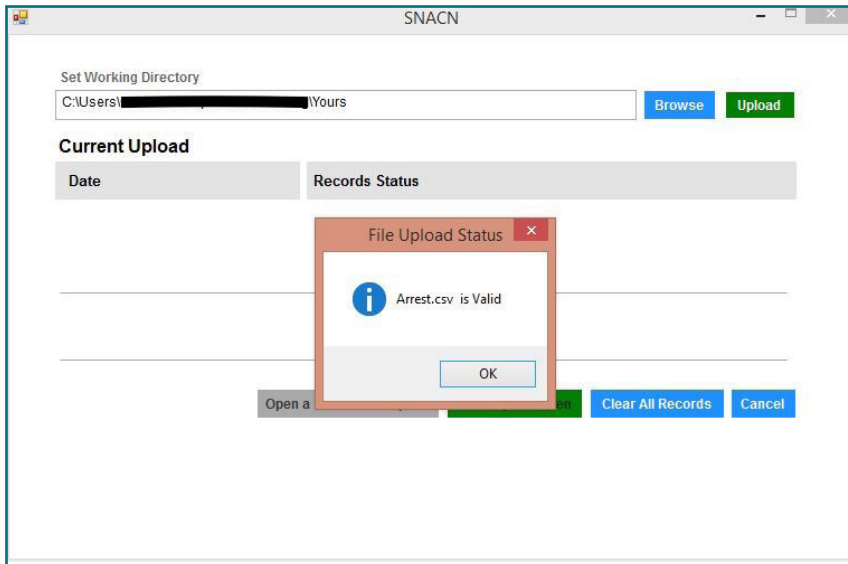 SNACN
Set Working Directory
C:\Users\ \Yours
Browse
Upload
Current Upload
Date
Records Status
File Upload Status
Arrest.csv is Valid
OK
Open a
Clear All Records
Cancel